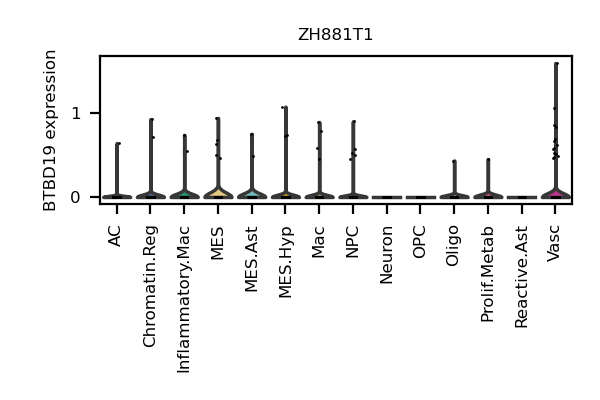 ZH881T1
BTBD19 expression
1
0
AC
Chromatin.Reg
Inflammatory.Mac
MES
MES.Ast
MES.Hyp
Mac
NPC
Neuron
OPC
Oligo
Prolif.Metab
Reactive.Ast
Vasc